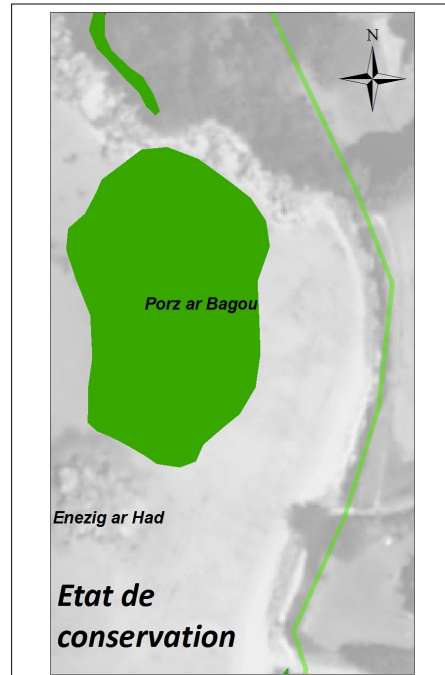 N
Porz ar Bagou
Enezig ar Had
Etat de
conservation